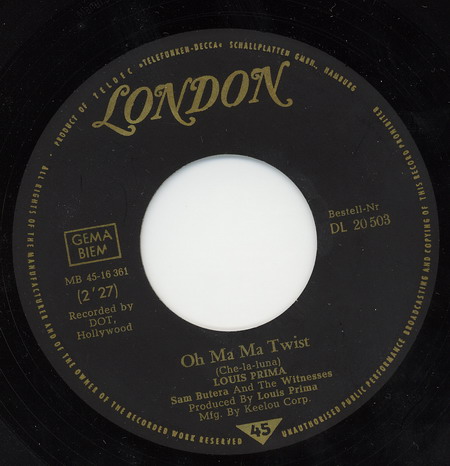 PRODUCT OF TELDEC »TELEFUNKEN-DECCA« SCHALLPLATTEN GMBH., HAMBURG
LONDON
Bestell-Nr
DL 20 503
GEMA
BIEM
MB 45-16 361
(2'27)
Recorded by
DOT,
Hollywood
Oh Ma Ma Twist
(Che-la-luna)
LOUIS PRIMA
Sam Butera And The Witnesses
Produced By Louis Prima
Mfg. By Keelou Corp.
45
ALL RIGHTS OF THE MANUFACTURER AND OF THE OWNER OF THE RECORDED WORK RESERVED
UNAUTHORISED PUBLIC PERFORMANCE BROADCASTING AND COPYING OF THIS RECORD PROHIBITED